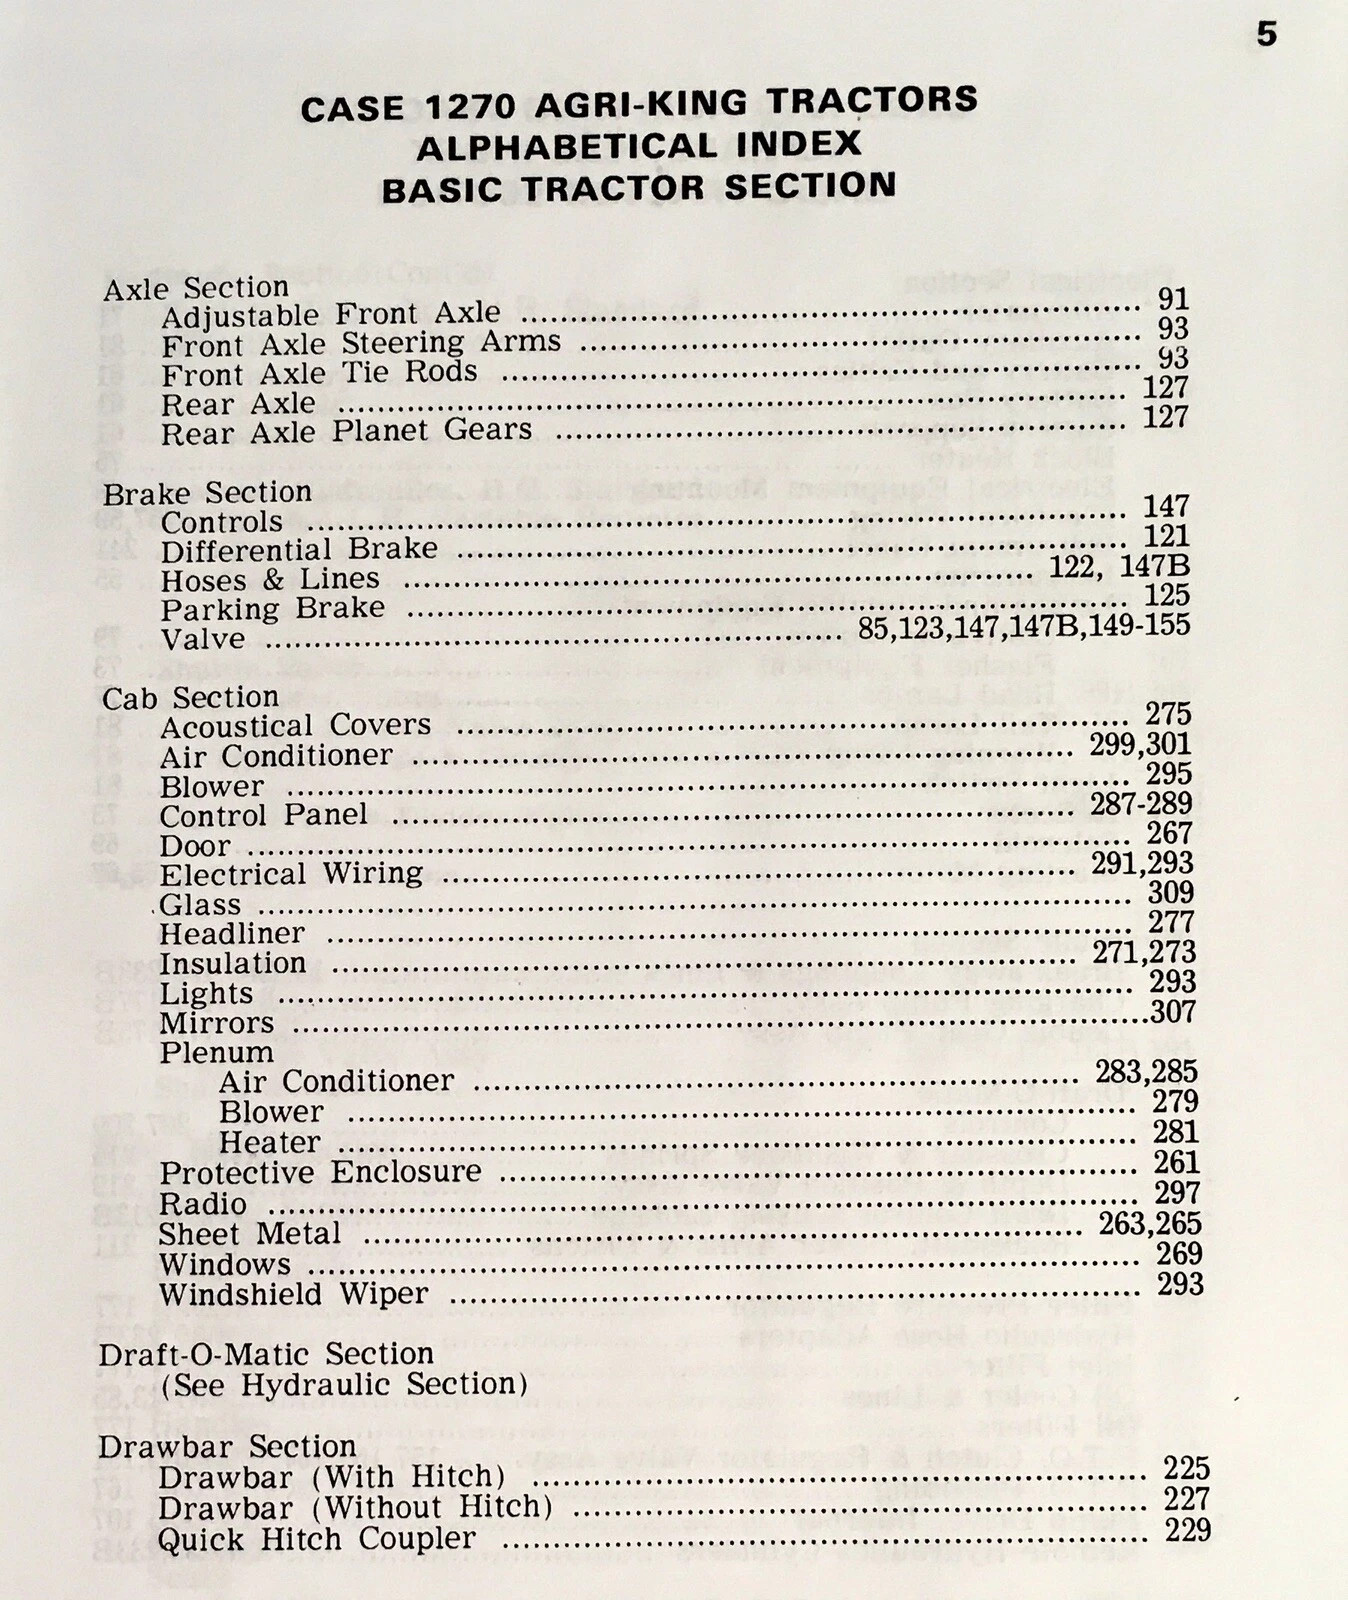 5
CASE 1270 AGRI-KING TRACTORS
ALPHABETICAL INDEX
BASIC TRACTOR SECTION
Axle Section
Adjustable Front Axle ........ 91
Front Axle Steering Arms ........ 93
Front Axle Tie Rods ........ 93
Rear Axle ........ 127
Rear Axle Planet Gears ........ 127
Brake Section
Controls ........ 147
Differential Brake ........ 121
Hoses & Lines ........ 122, 147B
Parking Brake ........ 125
Valve ........ 85,123,147,147B,149-155
Cab Section
Acoustical Covers ........ 275
Air Conditioner ........ 299,301
Blower ........ 295
Control Panel ........ 287-289
Door ........ 267
Electrical Wiring ........ 291,293
Glass ........ 309
Headliner ........ 277
Insulation ........ 271,273
Lights ........ 293
Mirrors ........ 307
Plenum
Air Conditioner ........ 283,285
Blower ........ 279
Heater ........ 281
Protective Enclosure ........ 261
Radio ........ 297
Sheet Metal ........ 263,265
Windows ........ 269
Windshield Wiper ........ 293
Draft-O-Matic Section
(See Hydraulic Section)
Drawbar Section
Drawbar (With Hitch) ........ 225
Drawbar (Without Hitch) ........ 227
Quick Hitch Coupler ........ 229